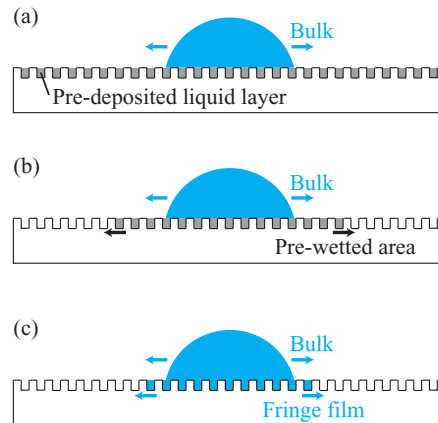 (a)
Bulk
Pre-deposited liquid layer
(b)
Bulk
Pre-wetted area
(c)
Bulk
Fringe film